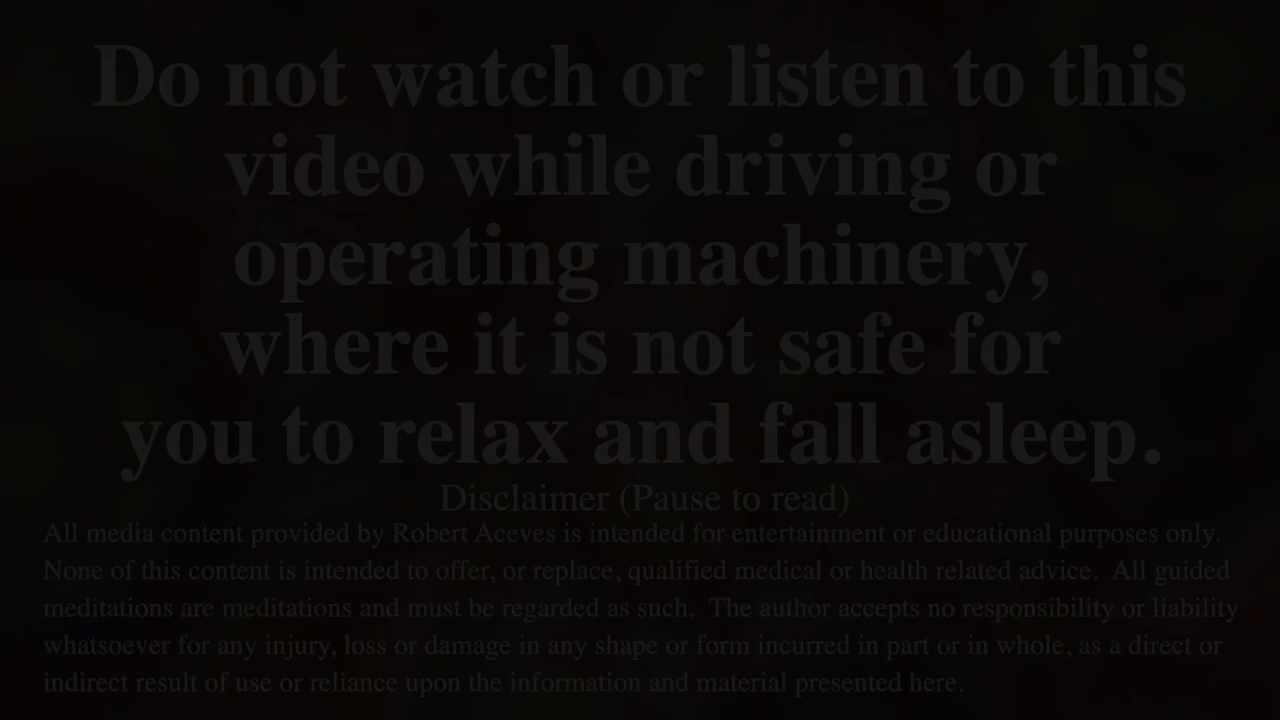 Do not watch or listen to this
video while driving or
operating machinery,
where it is not safe for
you to relax and fall asleep.
Disclaimer (Pause to read)
All media content provided by Robert Aceves is intended for entertainment or educational purposes only.
None of this content is intended to offer, or replace, qualified medical or health related advice.  All guided
meditations are meditations and must be regarded as such.  The author accepts no responsibility or liability
whatsoever for any injury, loss or damage in any shape or form incurred in part or in whole, as a direct or
indirect result of use or reliance upon the information and material presented here.